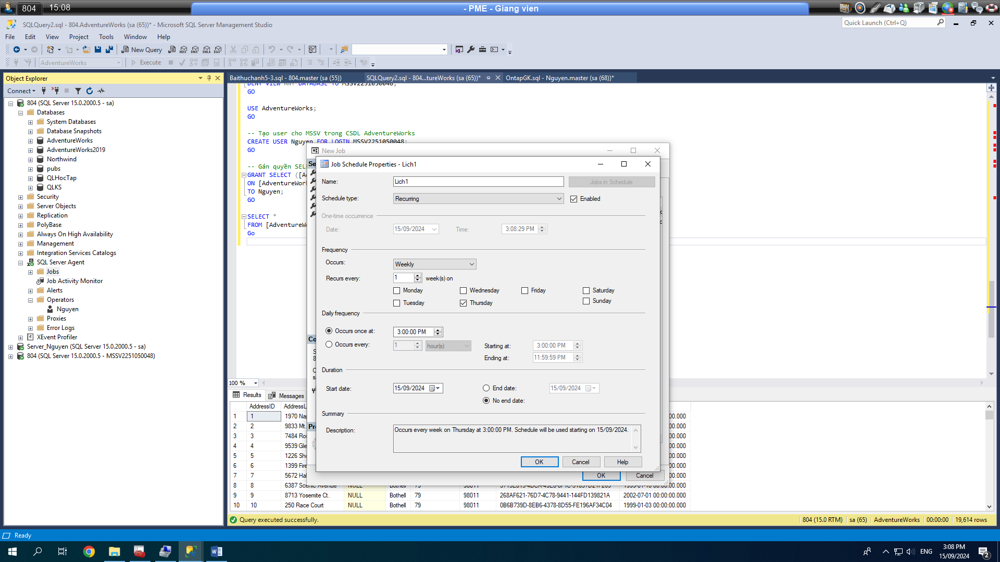 804 15:08 - PME - Giang vien
SQLQuery2.sql - 804.AdventureWorks (sa (65))* - Microsoft SQL Server Management Studio
Quick Launch (Ctrl+Q)
File Edit View Project Tools Window Help
New Query MDX DMX XMLA DAX
AdventureWorks Execute
Object Explorer
Connect
804 (SQL Server 15.0.2000.5 - sa)
Databases
System Databases
Database Snapshots
AdventureWorks
AdventureWorks2019
Northwind
pubs
QLHocTap
QLKS
Security
Server Objects
Replication
PolyBase
Always On High Availability
Management
Integration Services Catalogs
SQL Server Agent
Jobs
Job Activity Monitor
Alerts
Operators
Nguyen
Proxies
Error Logs
XEvent Profiler
Server_Nguyen (SQL Server 15.0.2000.5 - sa)
804 (SQL Server 15.0.2000.5 - MSSV2251050048)
Baithuchanh5-3.sql - 804.master (sa (55)) SQLQuery2.sql - 804...tureWorks (sa (65))* OntapGK.sql - Nguyen.master (sa (68))*
DENY VIEW ANY DATABASE TO MSSV2251050048;
GO
USE AdventureWorks;
GO
-- Tạo user cho MSSV trong CSDL AdventureWorks
CREATE USER Nguyen FOR LOGIN MSSV2251050048;
GO
-- Gán quyền SEL
GRANT SELECT ([A
ON [AdventureWor
TO Nguyen;
GO
SELECT *
FROM [AdventureW
Go
New Job
Se
Job Schedule Properties - Lich1
Name: Lich1 Jobs in Schedule
Schedule type: Recurring Enabled
One-time occurrence
Date: 15/09/2024 Time: 3:08:29 PM
Frequency
Occurs: Weekly
Recurs every: 1 week(s) on
Monday Wednesday Friday Saturday
Tuesday Thursday Sunday
Daily frequency
Occurs once at: 3:00:00 PM
Occurs every: 1 hour(s) Starting at: 3:00:00 PM
Ending at: 11:59:59 PM
Duration
Start date: 15/09/2024 End date: 15/09/2024
No end date:
Summary
Description: Occurs every week on Thursday at 3:00:00 PM. Schedule will be used starting on 15/09/2024.
OK Cancel Help
Co
Pr
OK Cancel
100 %
Results Messages
AddressID AddressL
1 1 1970 Na 00.000
2 2 9833 Mt. 00.000
3 3 7484 Ro 00.000
4 4 9539 Gle 00.000
5 5 1226 Sho 00.000
6 6 1399 Fire 00.000
7 7 5672 Hal 00.000
8 8 6387 Scenic Avenue NULL Bothell 79 98011
9 9 8713 Yosemite Ct. NULL Bothell 79 98011 268AF621-76D7-4C78-9441-144FD139821A 2002-07-01 00:00:00.000
10 10 250 Race Court NULL Bothell 79 98011 0B6B739D-8EB6-4378-8D55-FE196AF34C04 1999-01-03 00:00:00.000
Query executed successfully. 804 (15.0 RTM) sa (65) AdventureWorks 00:00:00 19,614 rows
Ready
ENG 3:08 PM
15/09/2024 2